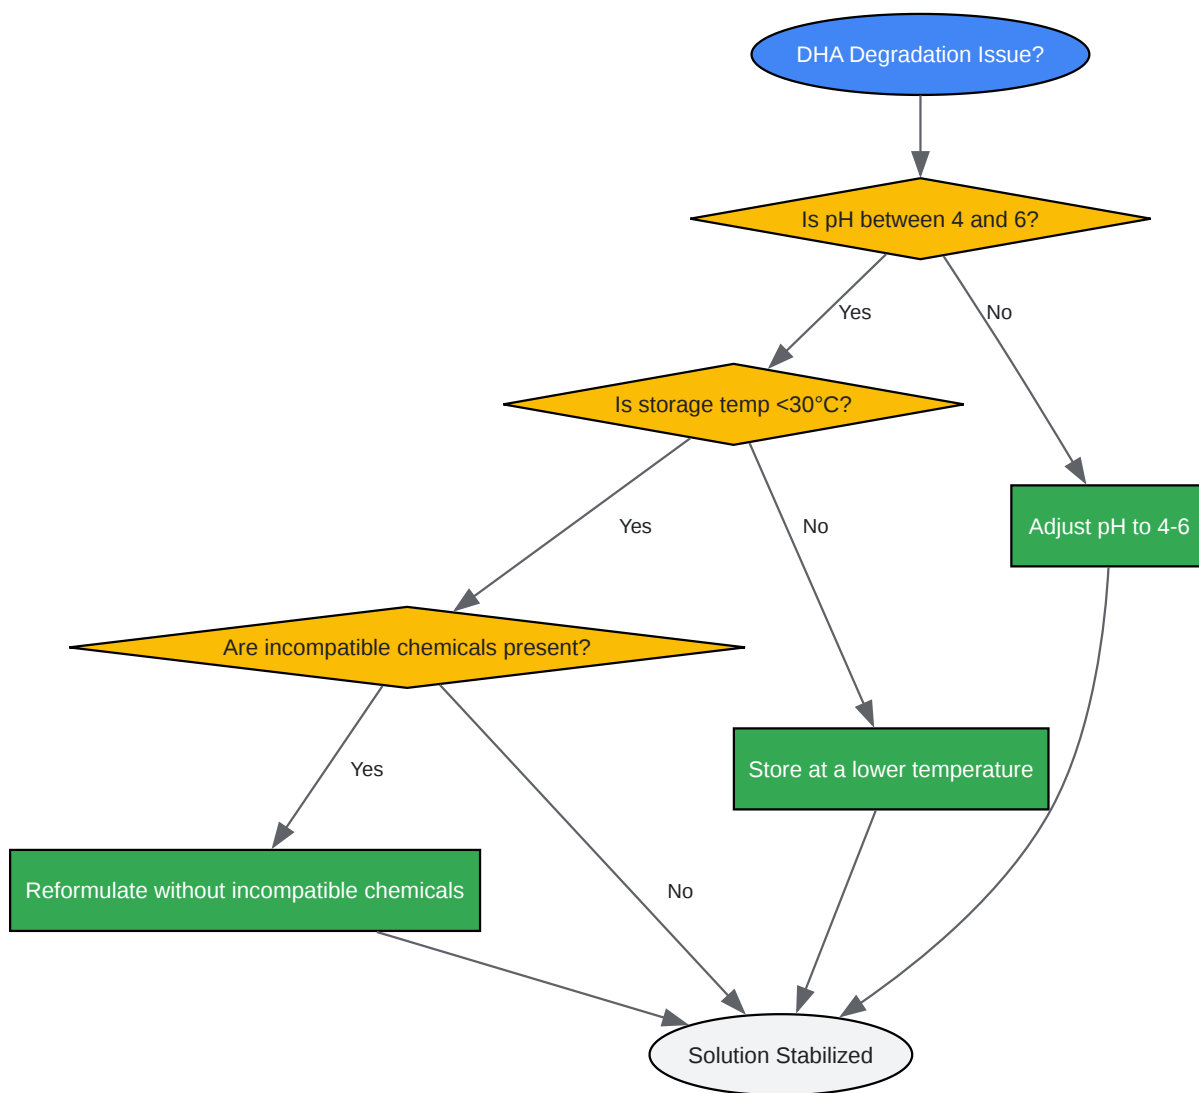 DHA Degradation Issue?
Is pH between 4 and 6?
Yes
No
Is storage temp <30°C?
Yes
No
Adjust pH to 4-6
Are incompatible chemicals present?
Yes
Store at a lower temperature
Reformulate without incompatible chemicals
No
Solution Stabilized